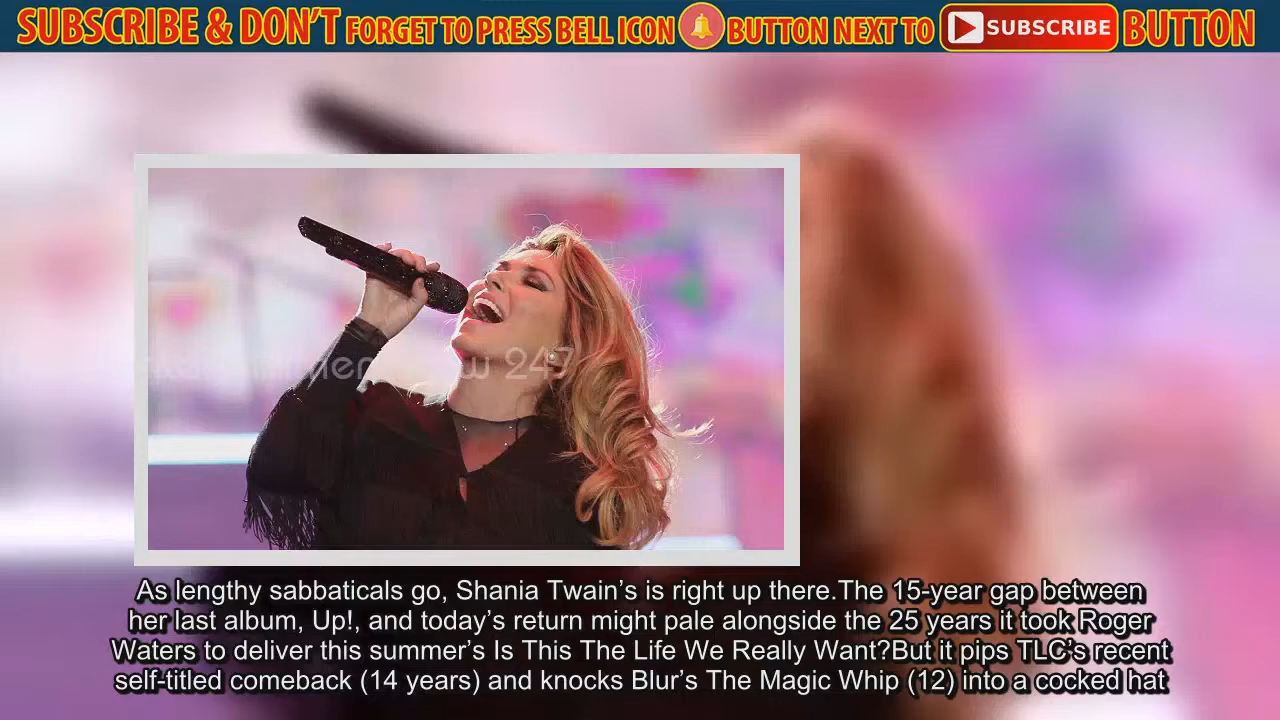 SUBSCRIBE & DON'T FORGET TO PRESS BELL ICON BUTTON NEXT TO SUBSCRIBE BUTTON
247
As lengthy sabbaticals go, Shania Twain’s is right up there.The 15-year gap between
her last album, Up!, and today’s return might pale alongside the 25 years it took Roger
Waters to deliver this summer’s Is This The Life We Really Want?But it pips TLC’s recent
self-titled comeback (14 years) and knocks Blur’s The Magic Whip (12) into a cocked hat